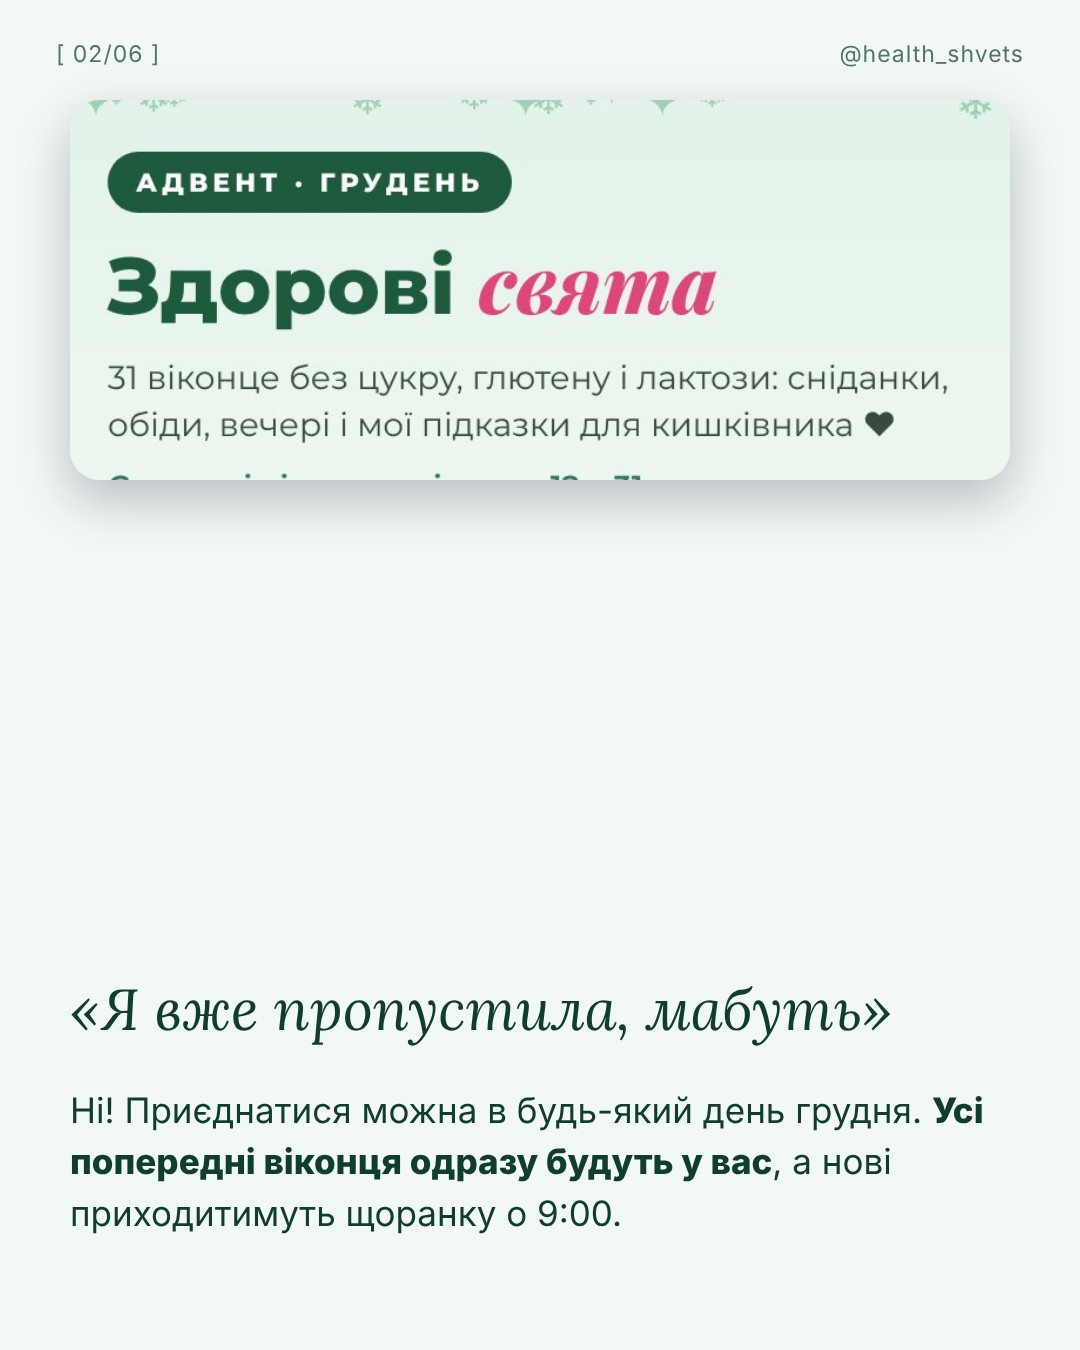 [ 02/06 ]
@health_shvets
АДВЕНТ · ГРУДЕНЬ
Здорові свята
31 віконце без цукру, глютену і лактози: сніданки,
обіди, вечері і мої підказки для кишківника ♥
«Я вже пропустила, мабуть»
Ні! Приєднатися можна в будь-який день грудня. Усі
попередні віконця одразу будуть у вас, а нові
приходитимуть щоранку о 9:00.